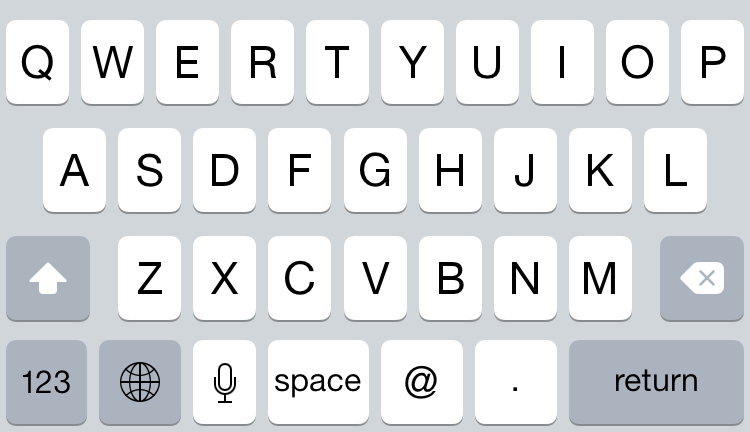 Q W E R T Y U I O P
A S D F G H J K L
Z X C V B N M
123 space @ . return